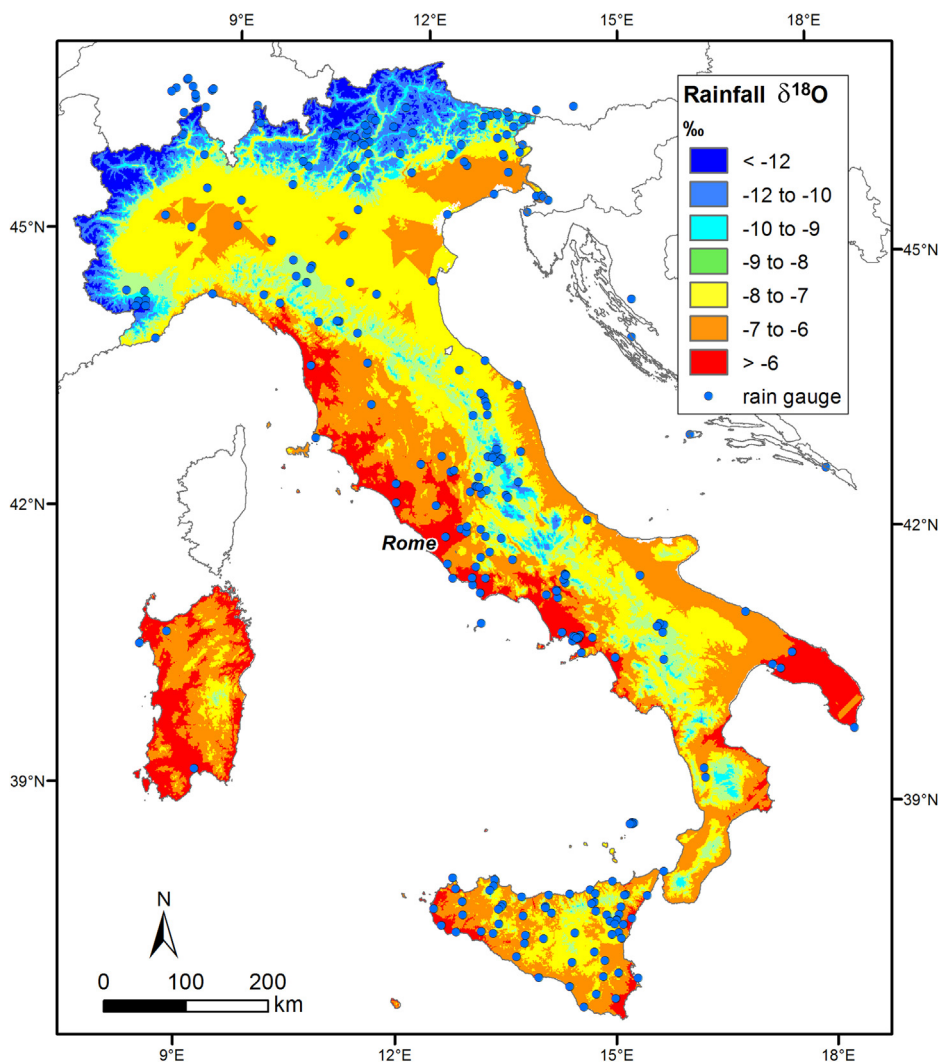 9°E 12°E 15°E 18°E
Rainfall δ¹⁸O
‰
< -12
-12 to -10
-10 to -9
-9 to -8
-8 to -7
-7 to -6
> -6
rain gauge
45°N 45°N
42°N 42°N
Rome
39°N 39°N
N
0 100 200
km
9°E 12°E 15°E 18°E